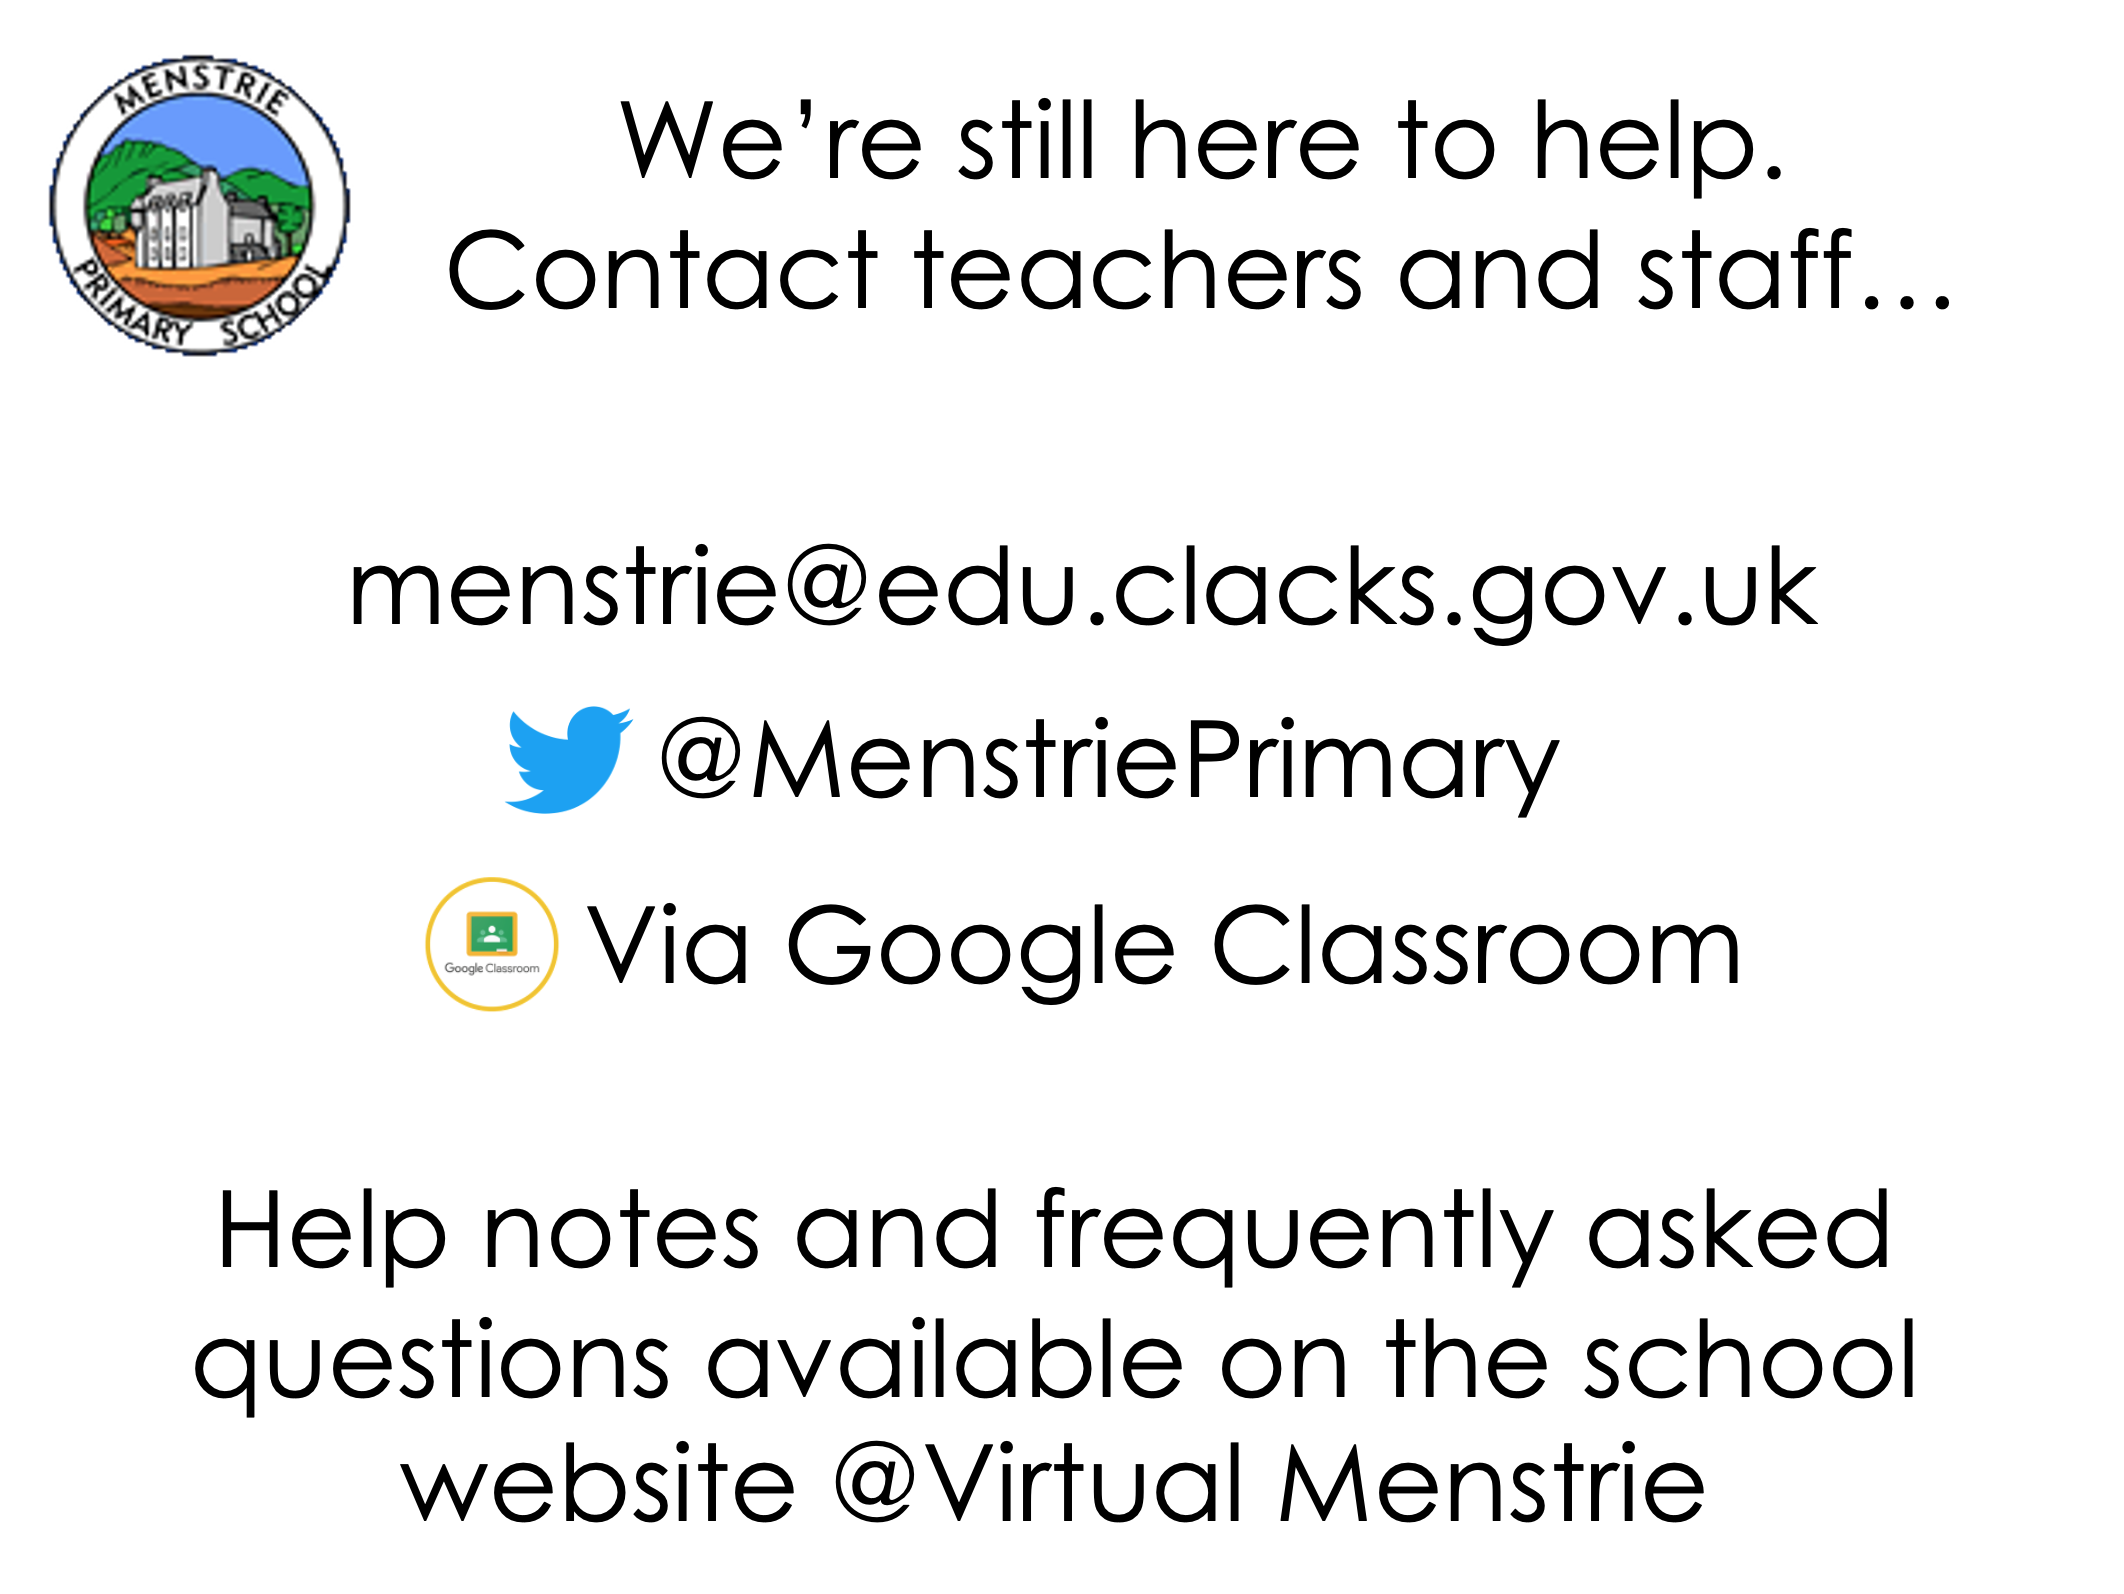 MENSTRIE
PRIMARY SCHOOL
We’re still here to help.
Contact teachers and staff…
menstrie@edu.clacks.gov.uk
@MenstriePrimary
Google Classroom
Via Google Classroom
Help notes and frequently asked
questions available on the school
website @Virtual Menstrie